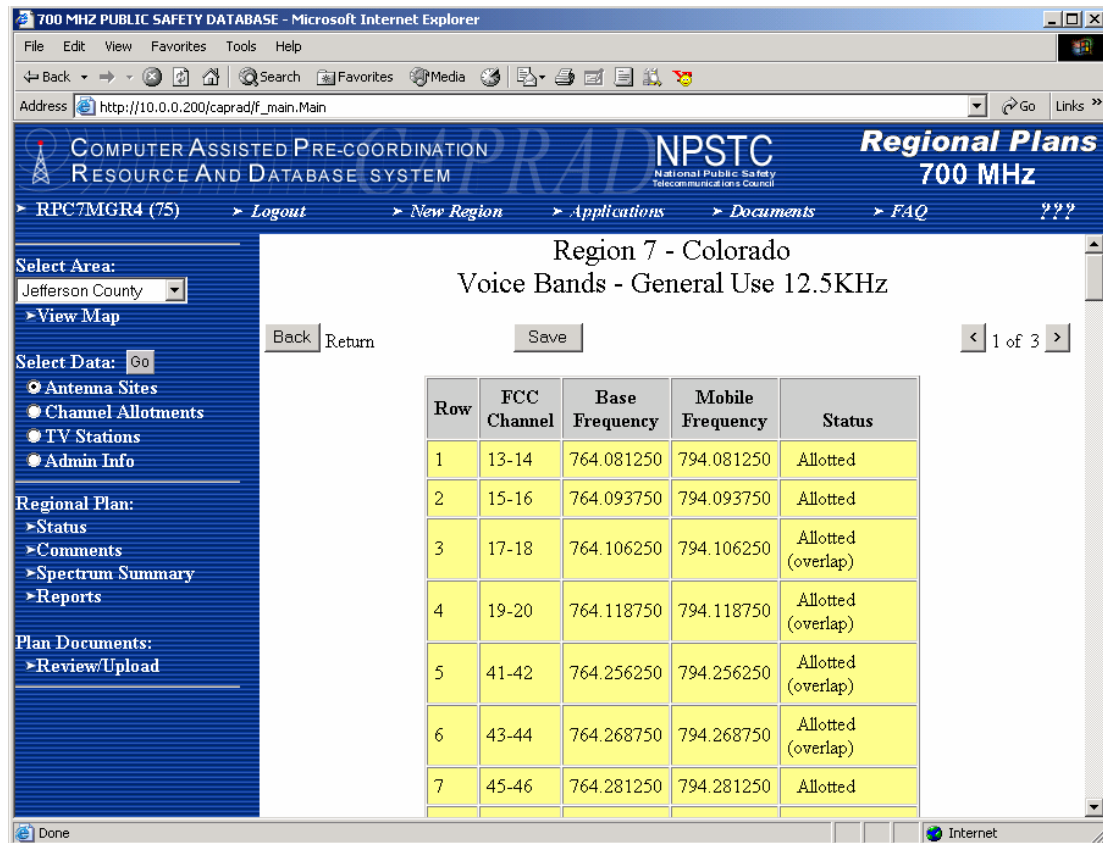 700 MHZ PUBLIC SAFETY DATABASE - Microsoft Internet Explorer
File Edit View Favorites Tools Help
Back Search Favorites Media
Address http://10.0.0.200/caprad/f_main.Main Go Links »
COMPUTER ASSISTED PRE-COORDINATION
RESOURCE AND DATABASE SYSTEM
CAPRAD
NPSTC
National Public Safety
Telecommunications Council
Regional Plans
700 MHz
➢ RPC7MGR4 (75) ➢ Logout ➢ New Region ➢ Applications ➢ Documents ➢ FAQ ???
Select Area:
Jefferson County
➢View Map
Select Data: Go
Antenna Sites
Channel Allotments
TV Stations
Admin Info
Regional Plan:
➢Status
➢Comments
➢Spectrum Summary
➢Reports
Plan Documents:
➢Review/Upload
Region 7 - Colorado
Voice Bands - General Use 12.5KHz
Back Return Save < 1 of 3 >
Row FCC Channel Base Frequency Mobile Frequency Status
1 13-14 764.081250 794.081250 Allotted
2 15-16 764.093750 794.093750 Allotted
3 17-18 764.106250 794.106250 Allotted (overlap)
4 19-20 764.118750 794.118750 Allotted (overlap)
5 41-42 764.256250 794.256250 Allotted (overlap)
6 43-44 764.268750 794.268750 Allotted (overlap)
7 45-46 764.281250 794.281250 Allotted
Done Internet